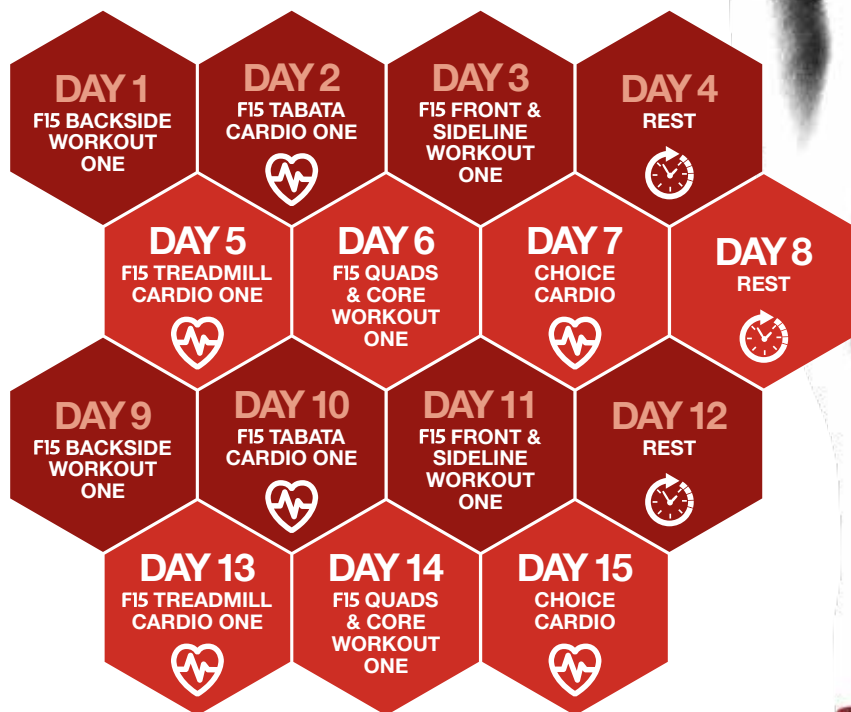 DAY 1
F15 BACKSIDE
WORKOUT
ONE
DAY 2
F15 TABATA
CARDIO ONE
DAY 3
F15 FRONT &
SIDELINE
WORKOUT
ONE
DAY 4
REST
DAY 5
F15 TREADMILL
CARDIO ONE
DAY 6
F15 QUADS
& CORE
WORKOUT
ONE
DAY 7
CHOICE
CARDIO
DAY 8
REST
DAY 9
F15 BACKSIDE
WORKOUT
ONE
DAY 10
F15 TABATA
CARDIO ONE
DAY 11
F15 FRONT &
SIDELINE
WORKOUT
ONE
DAY 12
REST
DAY 13
F15 TREADMILL
CARDIO ONE
DAY 14
F15 QUADS
& CORE
WORKOUT
ONE
DAY 15
CHOICE
CARDIO